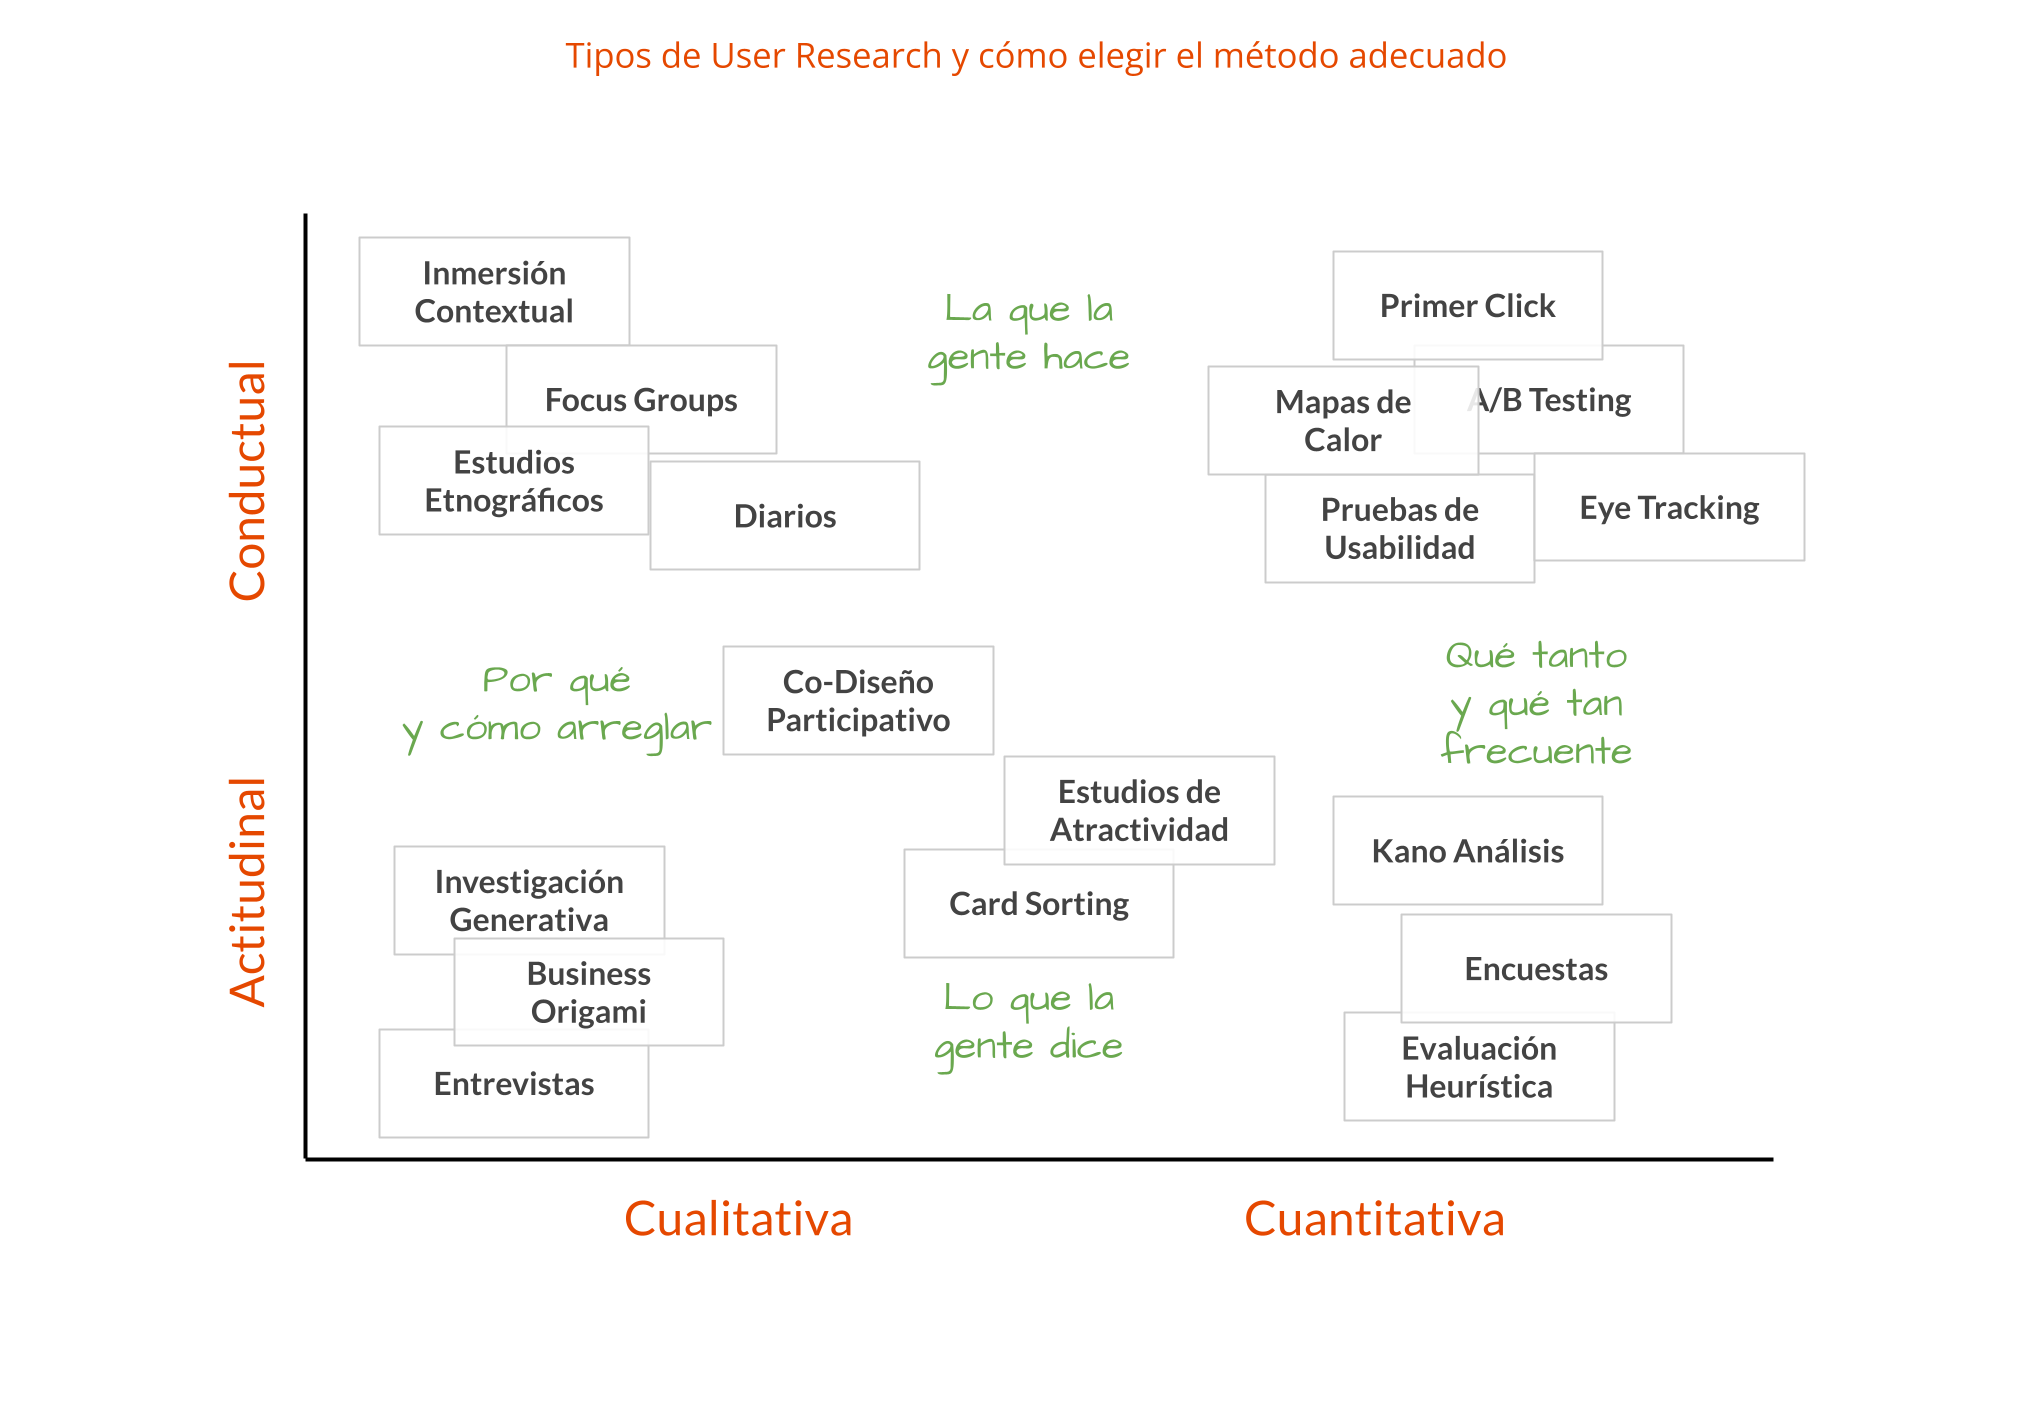 Tipos de User Research y cómo elegir el método adecuado
Conductual
Actitudinal
Inmersión
Contextual
Focus Groups
Estudios
Etnográficos
Diarios
La que la
gente hace
Primer Click
A/B Testing
Mapas de
Calor
Pruebas de
Usabilidad
Eye Tracking
Por qué
y cómo arreglar
Co-Diseño
Participativo
Qué tanto
y qué tan
frecuente
Estudios de
Atractividad
Card Sorting
Kano Análisis
Investigación
Generativa
Business
Origami
Entrevistas
Lo que la
gente dice
Encuestas
Evaluación
Heurística
Cualitativa
Cuantitativa